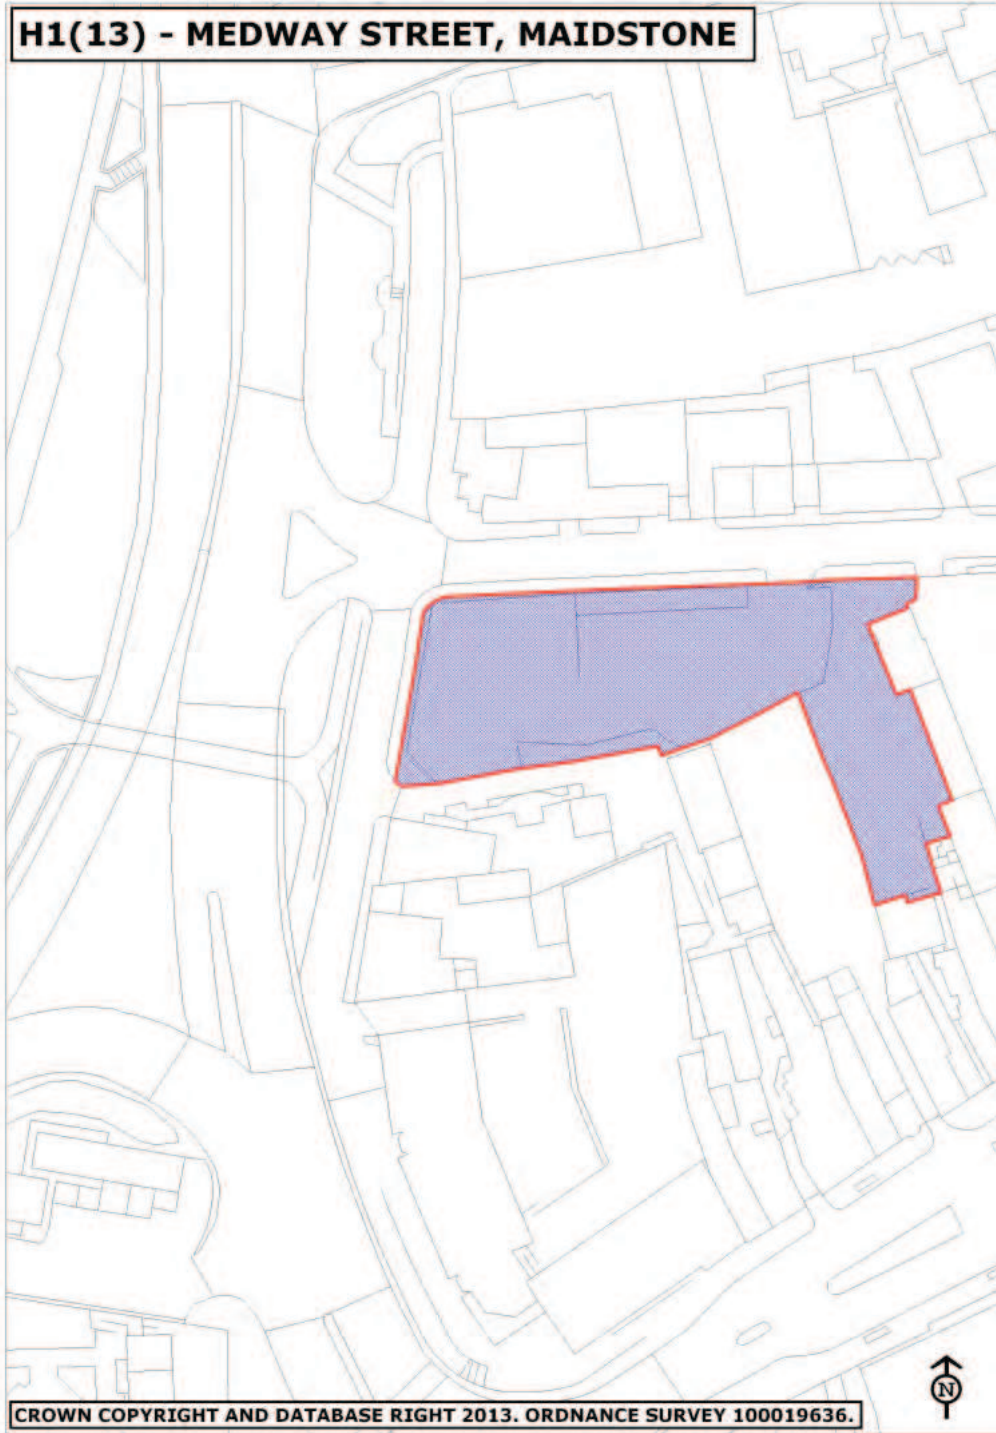 H1(13) - MEDWAY STREET, MAIDSTONE
N
CROWN COPYRIGHT AND DATABASE RIGHT 2013. ORDNANCE SURVEY 100019636.